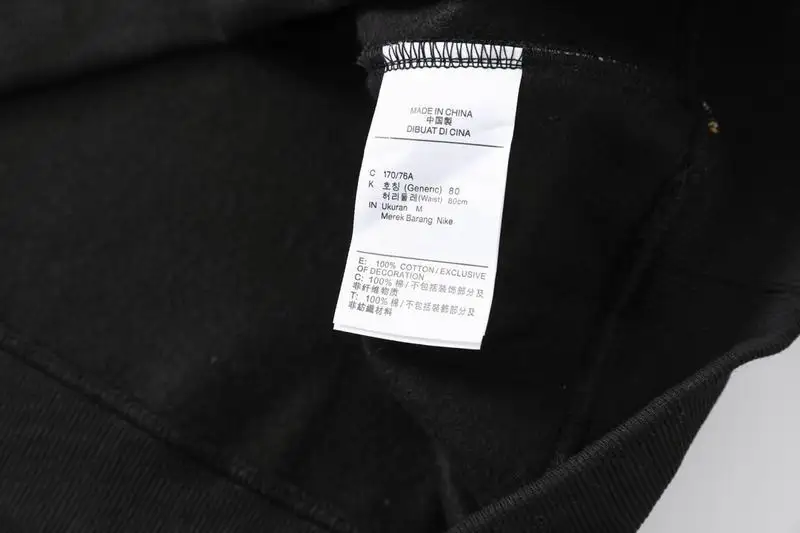 MADE IN CHINA
中国製
DIBUAT DI CINA
C 170/76A
K 호칭 (Generic) 80
허리둘레(Waist) 80cm
IN Ukuran M
Merek Barang Nike
E: 100% COTTON/EXCLUSIVE
OF DECORATION
C: 100% 棉/不包括装饰部分及
非纤维物质
T: 100% 棉/不包括裝飾部分及
非紡織材料